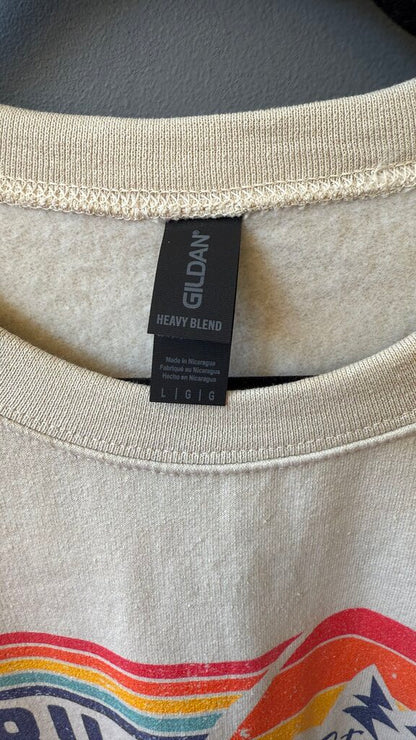 GILDAN®
HEAVY BLEND
Made in Nicaragua
Fabriqué au Nicaragua
Hecho en Nicaragua
L | G | G